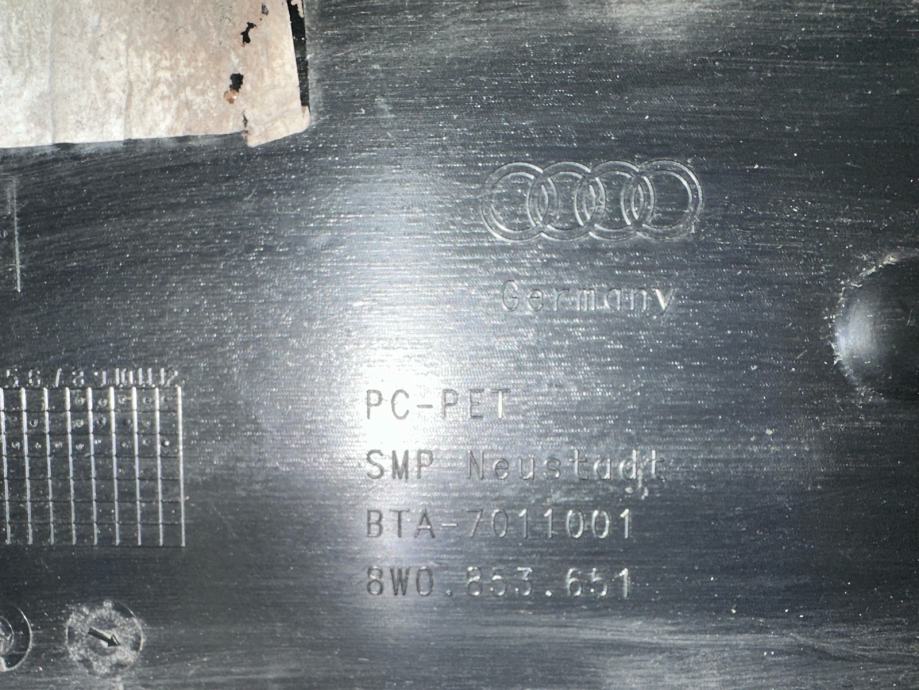 Germany
PC-PET
SMP Neustadt
BTA-7011001
8W0.853.651